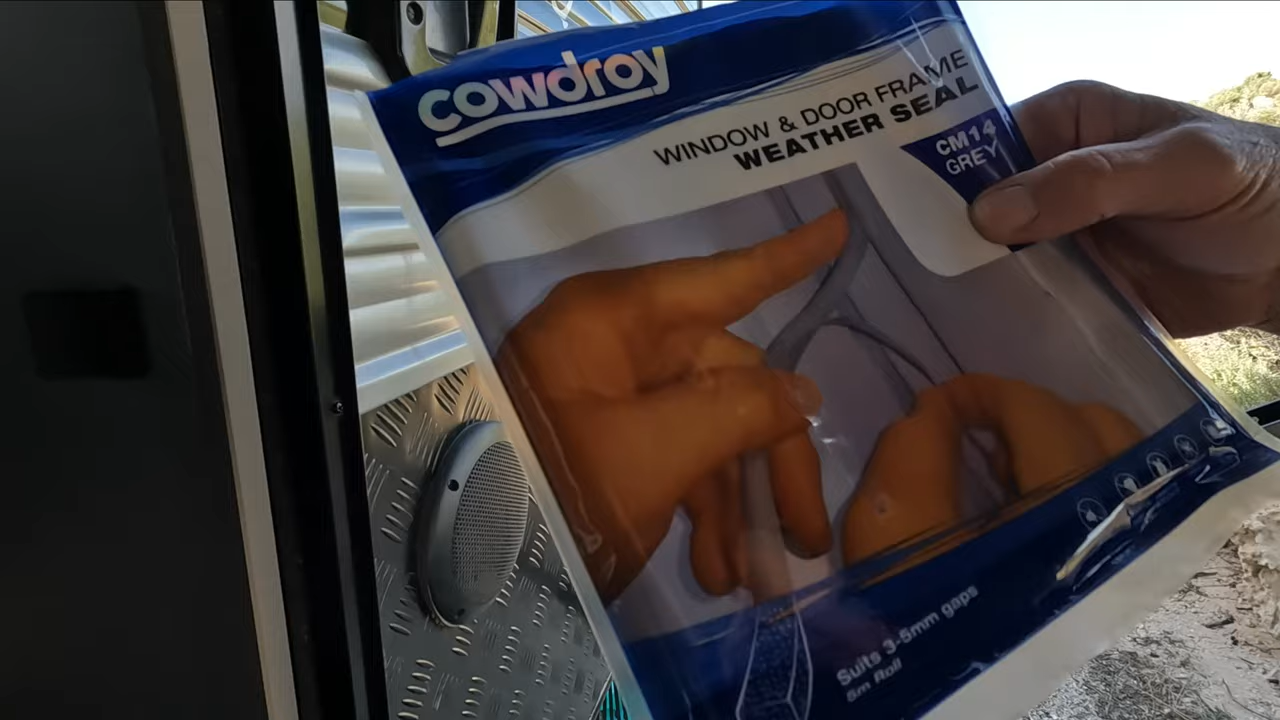 cowdroy
WINDOW & DOOR FRAME
WEATHER SEAL
CM14
GREY
Suits 3-5mm gaps
5m Roll